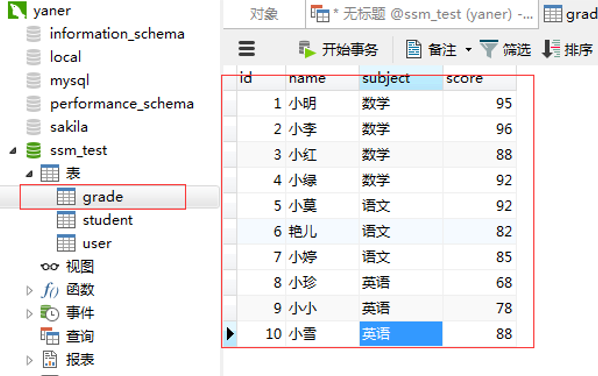 yaner
information_schema
local
mysql
performance_schema
sakila
ssm_test
表
grade
student
user
视图
函数
事件
查询
报表
对象 * 无标题 @ssm_test (yaner) -... grad
开始事务 备注 筛选 排序
id name subject score
1 小明 数学 95
2 小李 数学 96
3 小红 数学 88
4 小绿 数学 92
5 小莫 语文 92
6 艳儿 语文 82
7 小婷 语文 85
8 小珍 英语 68
9 小小 英语 78
10 小雪 英语 88